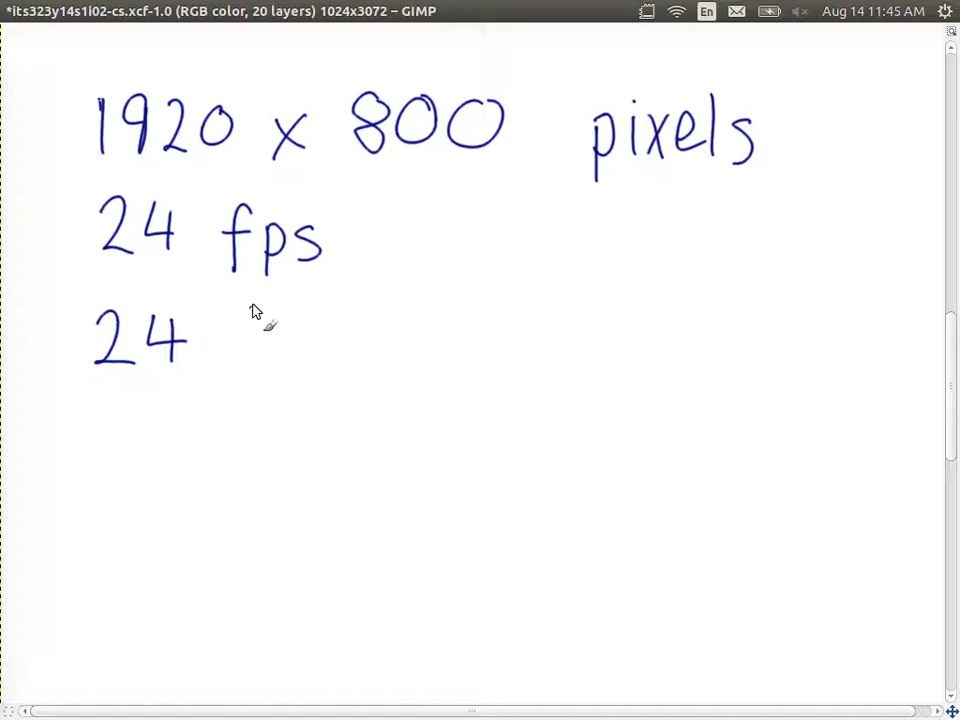 *its323y14s1l02-cs.xcf-1.0 (RGB color, 20 layers) 1024x3072 – GIMP En Aug 14 11:45 AM
1920 x 800 pixels
24 fps
24